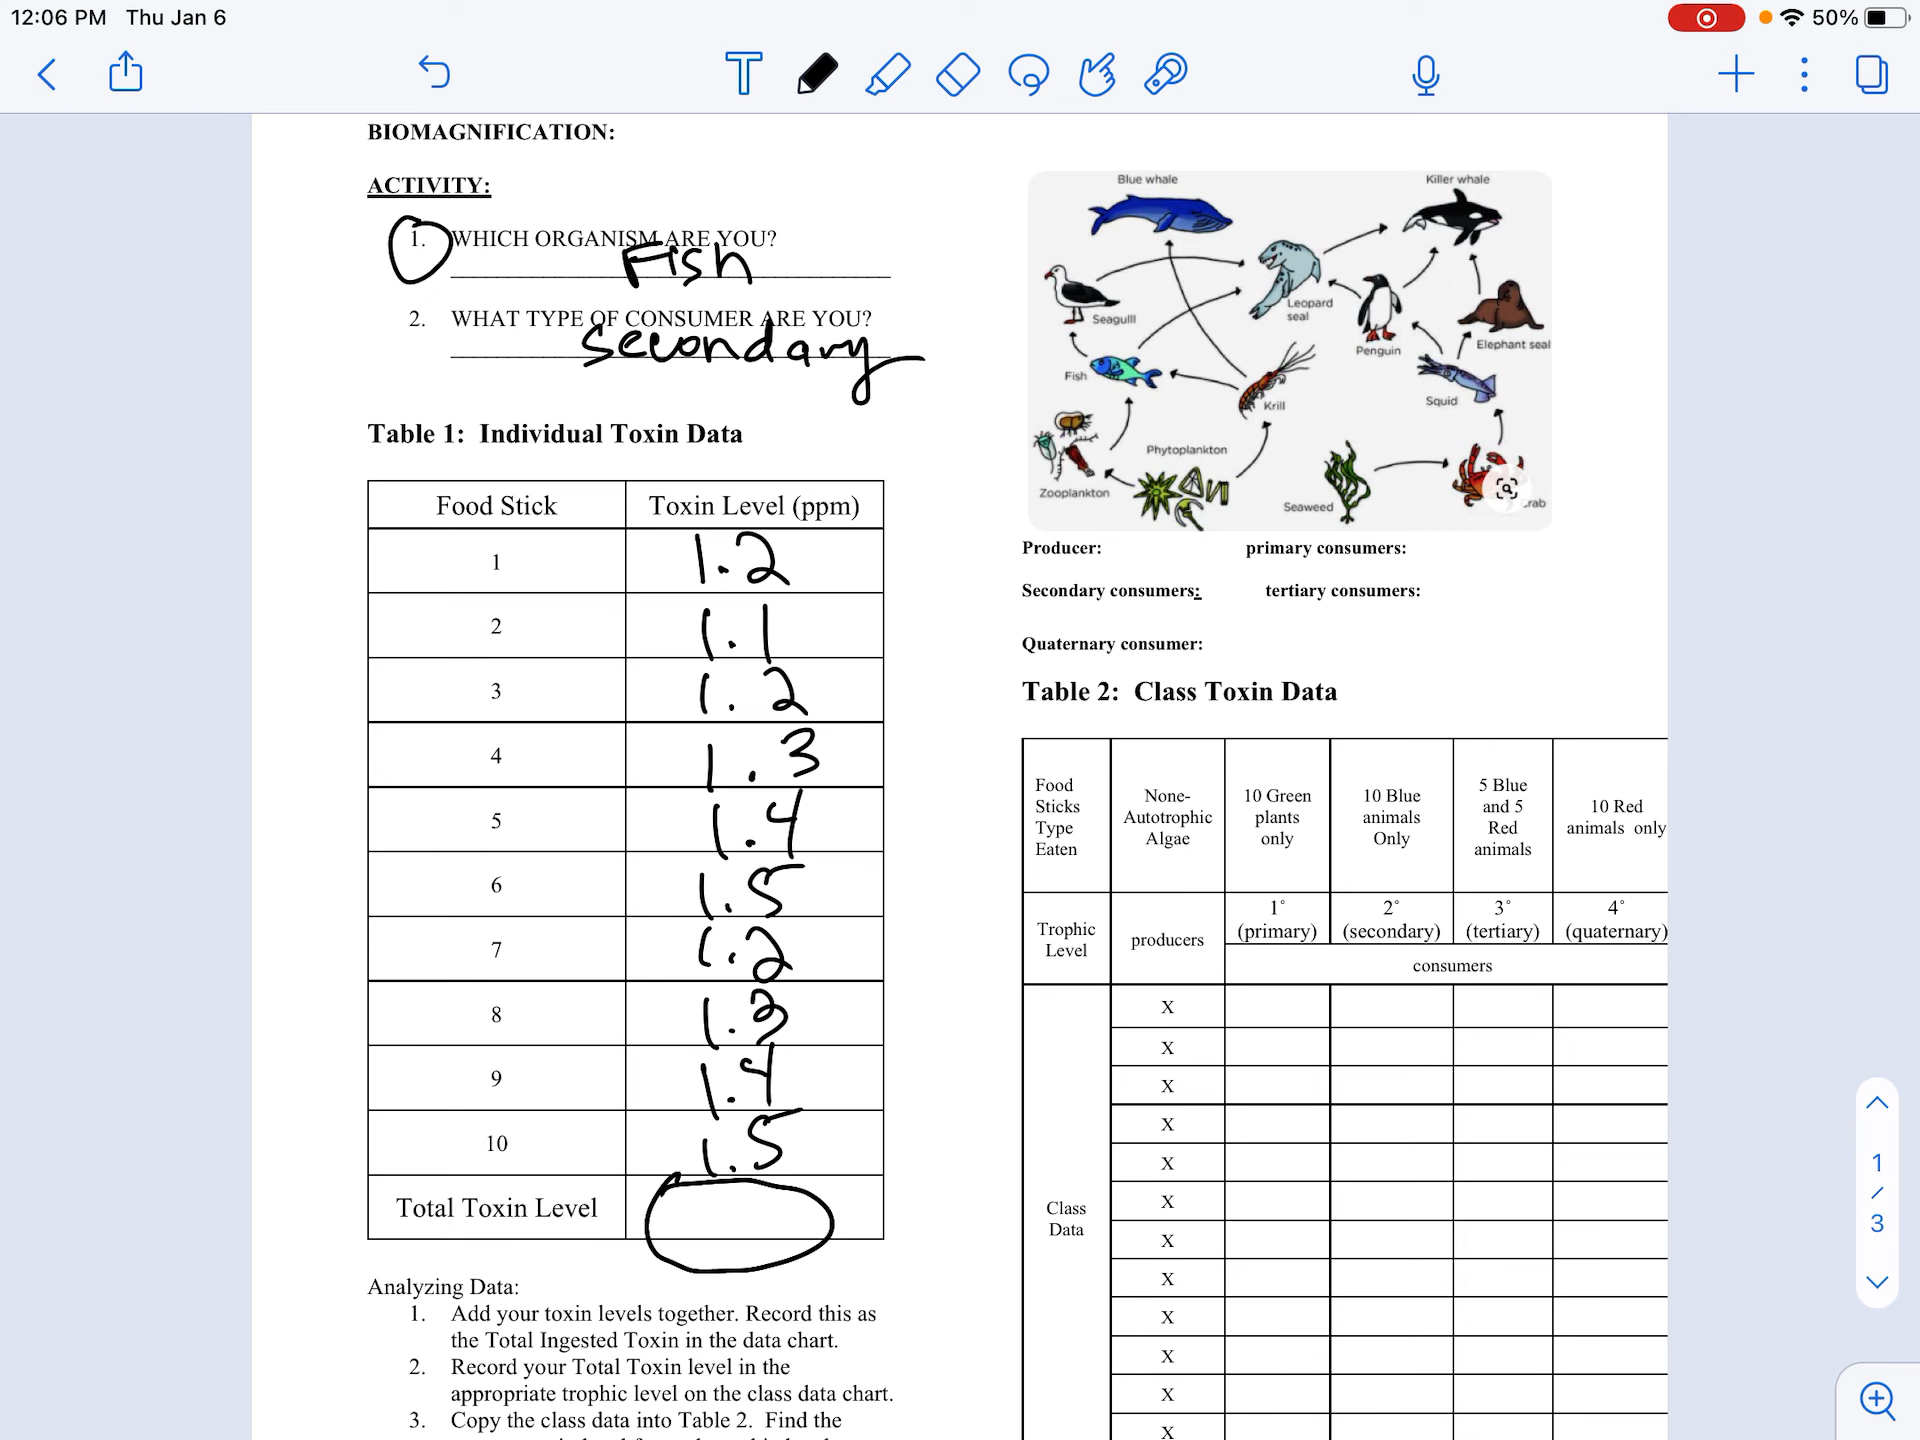 12:06 PM Thu Jan 6
50%
BIOMAGNIFICATION:
ACTIVITY:
1. WHICH ORGANISM ARE YOU?
Fish
2. WHAT TYPE OF CONSUMER ARE YOU?
secondary
Table 1: Individual Toxin Data
Food Stick Toxin Level (ppm)
1 1.2
2 1.1
3 1.2
4 1.3
5 1.4
6 1.5
7 1.2
8 1.3
9 1.4
10 1.5
Total Toxin Level
Analyzing Data:
1. Add your toxin levels together. Record this as
the Total Ingested Toxin in the data chart.
2. Record your Total Toxin level in the
appropriate trophic level on the class data chart.
3. Copy the class data into Table 2. Find the
Blue whale
Killer whale
Leopard
seal
Seagulll
Penguin
Elephant seal
Fish
Krill
Squid
Phytoplankton
Zooplankton
Seaweed
rab
Producer: primary consumers:
Secondary consumers: tertiary consumers:
Quaternary consumer:
Table 2: Class Toxin Data
Food
Sticks
Type
Eaten
None-
Autotrophic
Algae
10 Green
plants
only
10 Blue
animals
Only
5 Blue
and 5
Red
animals
10 Red
animals only
Trophic
Level
producers
1°
(primary)
2°
(secondary)
3°
(tertiary)
4°
(quaternary)
consumers
Class
Data
X
X
X
X
X
X
X
X
X
X
X
X
1
/
3